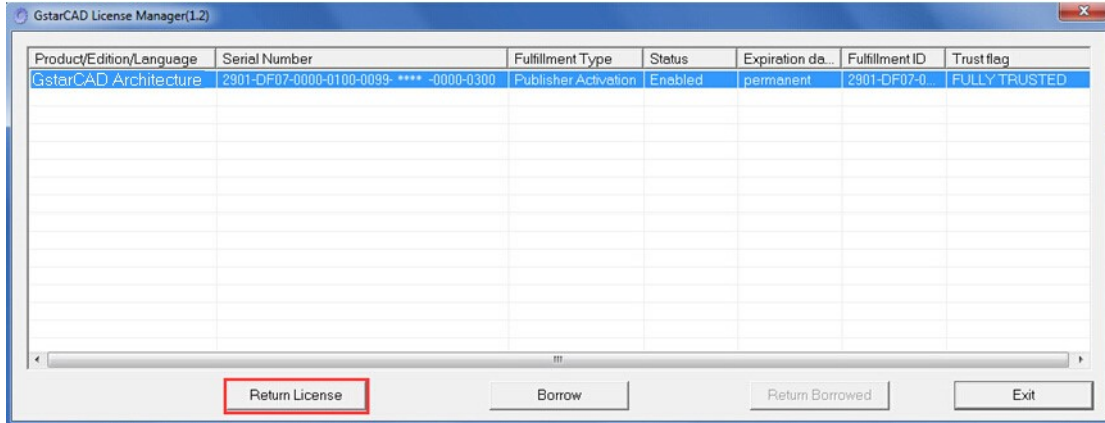 GstarCAD License Manager(1.2)
Product/Edition/Language Serial Number Fulfillment Type Status Expiration da... Fulfillment ID Trust flag
GstarCAD Architecture 2901-DF07-0000-0100-0099- **** -0000-0300 Publisher Activation Enabled permanent 2901-DF07-0... FULLY TRUSTED
Return License Borrow Return Borrowed Exit